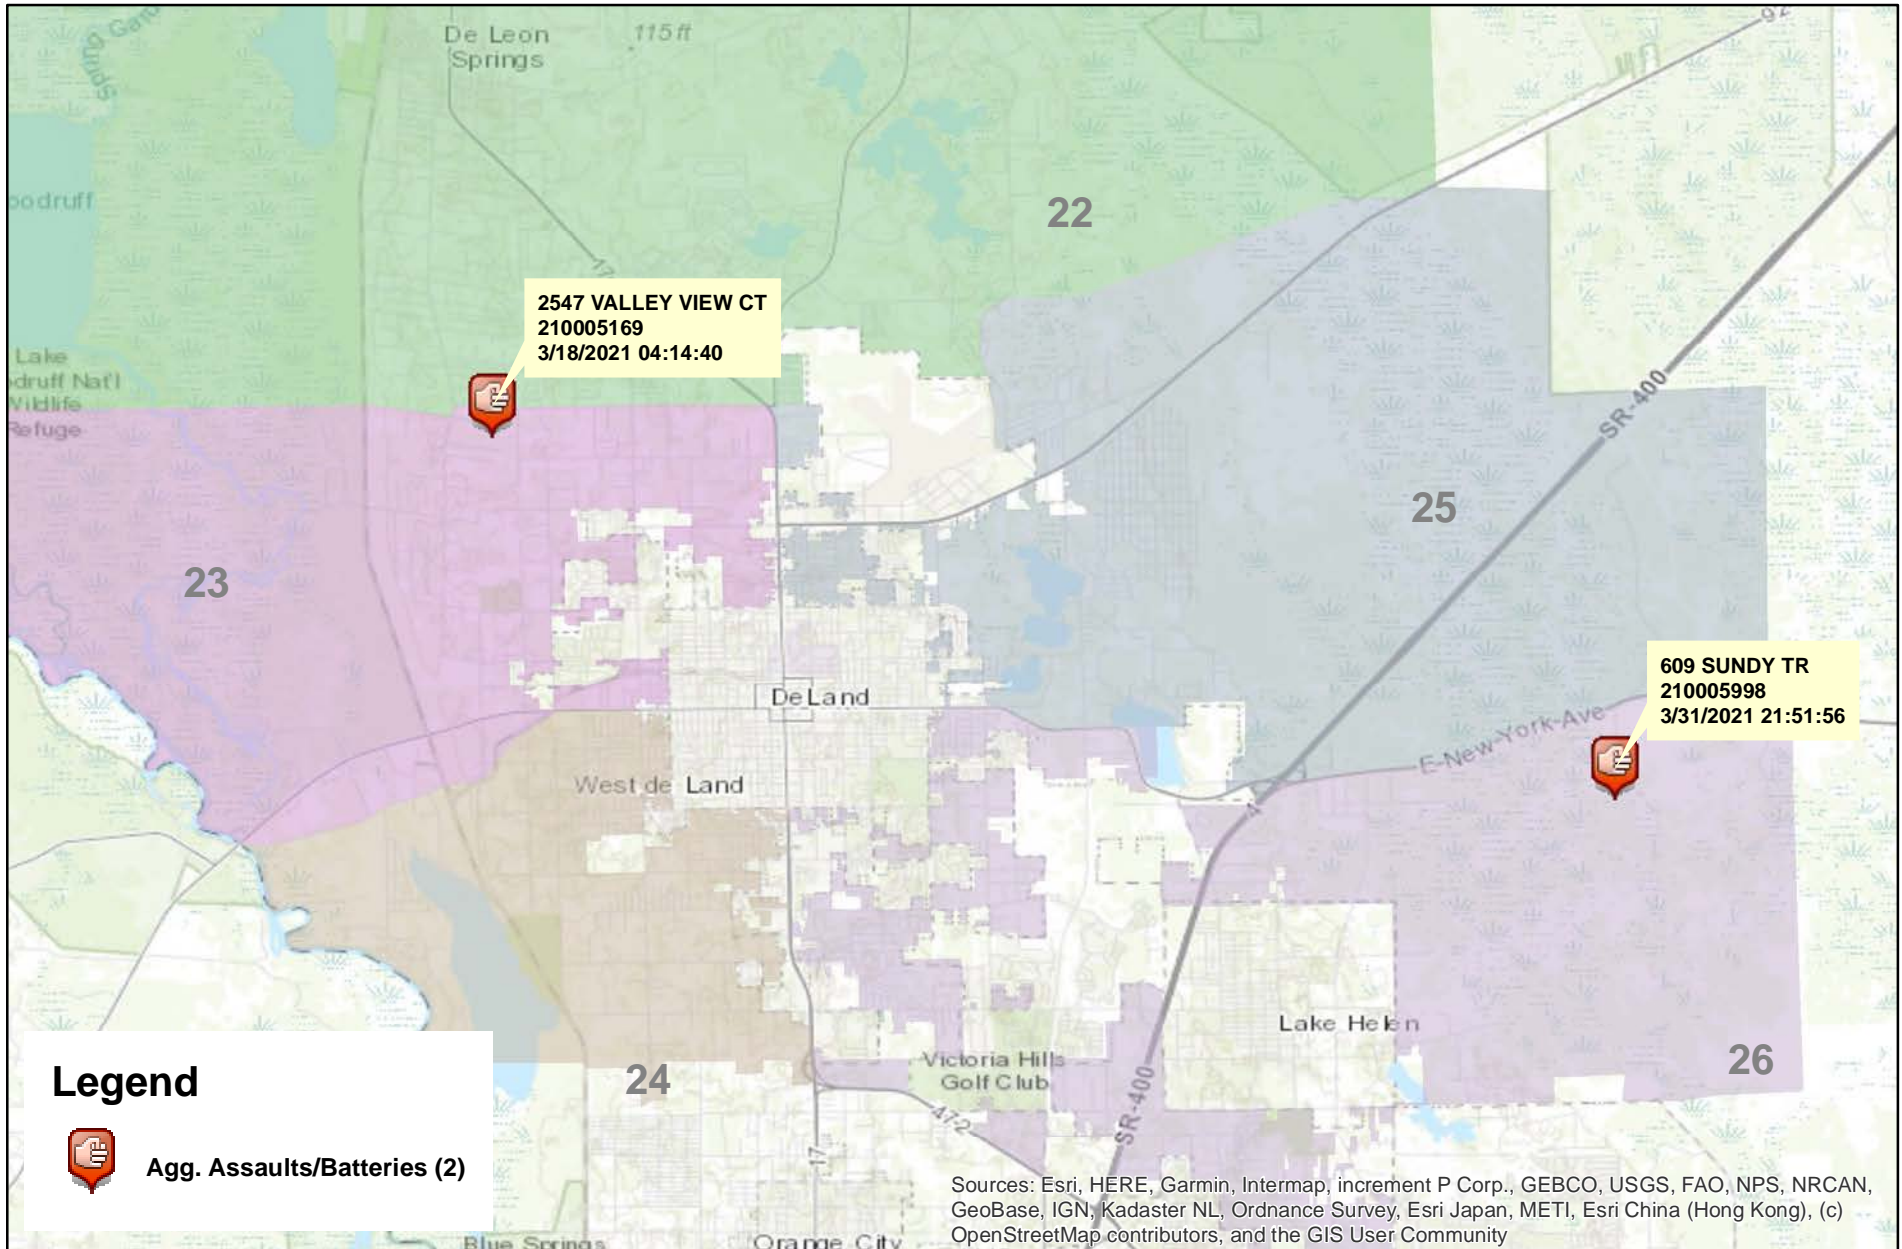 De Leon
Springs
115 ft
92
22
2547 VALLEY VIEW CT
210005169
3/18/2021 04:14:40
Lake
Wildlife
Refuge
SR-400
25
23
609 SUNDY TR
210005998
3/31/2021 21:51:56
DeLand
E-New-York-Ave
West de Land
4
Lake Helen
Victoria Hills
Golf Club
26
24
SR-400
472
17
Legend
Agg. Assaults/Batteries (2)
Sources: Esri, HERE, Garmin, Intermap, increment P Corp., GEBCO, USGS, FAO, NPS, NRCAN,
GeoBase, IGN, Kadaster NL, Ordnance Survey, Esri Japan, METI, Esri China (Hong Kong), (c)
OpenStreetMap contributors, and the GIS User Community
Blue Springs
Orange City